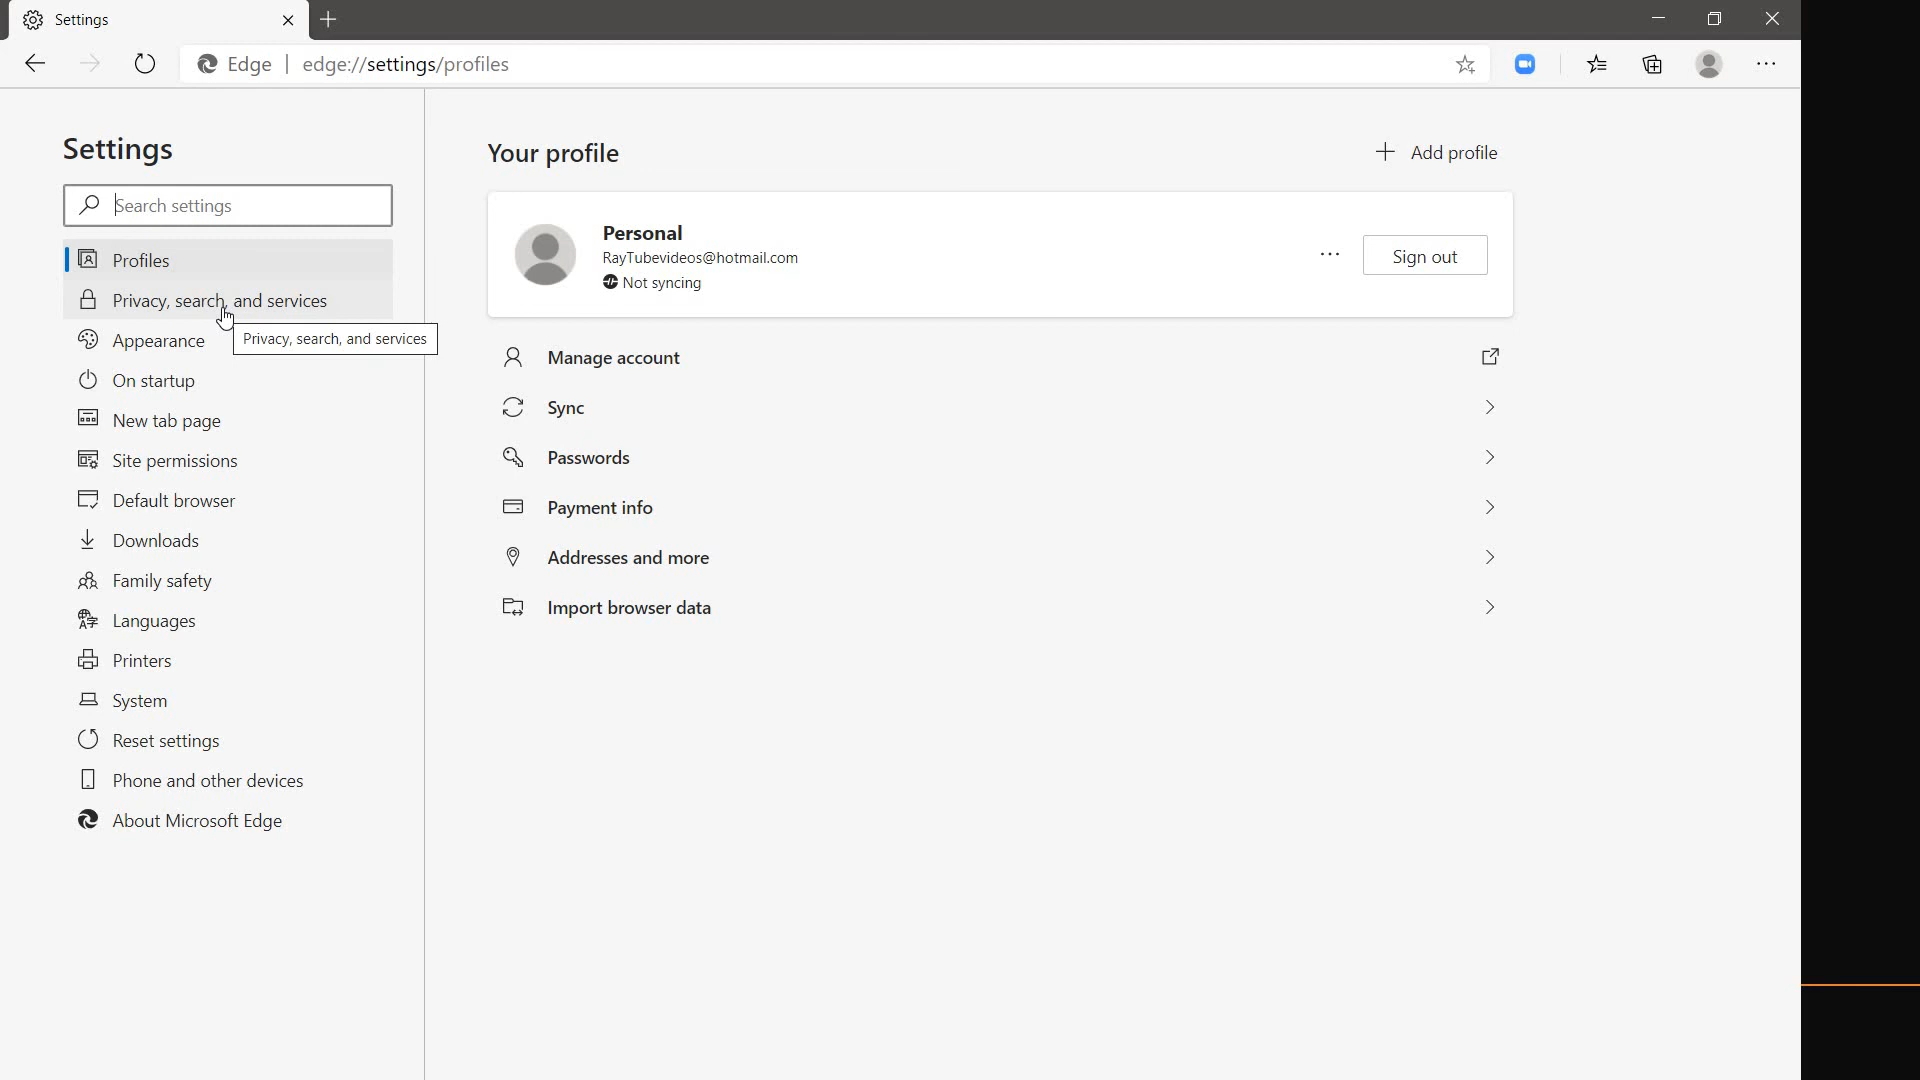 Settings
Edge | edge://settings/profiles
Settings
Search settings
Profiles
Privacy, search, and services
Privacy, search, and services
Appearance
On startup
New tab page
Site permissions
Default browser
Downloads
Family safety
Languages
Printers
System
Reset settings
Phone and other devices
About Microsoft Edge
Your profile
Add profile
Personal
RayTubevideos@hotmail.com
Not syncing
Sign out
Manage account
Sync
Passwords
Payment info
Addresses and more
Import browser data